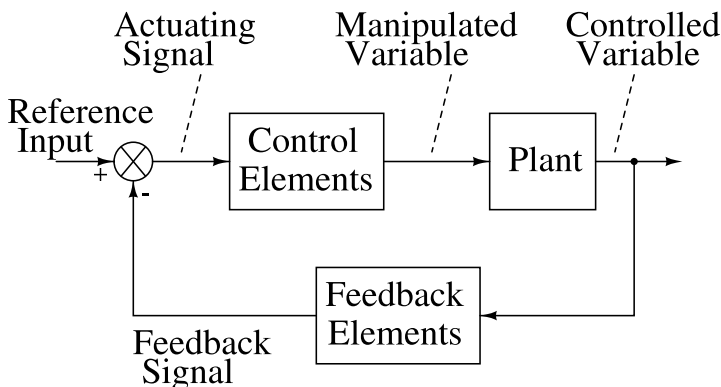 Actuating
Signal
Manipulated
Variable
Controlled
Variable
Reference
Input
+
-
Control
Elements
Plant
Feedback
Elements
Feedback
Signal